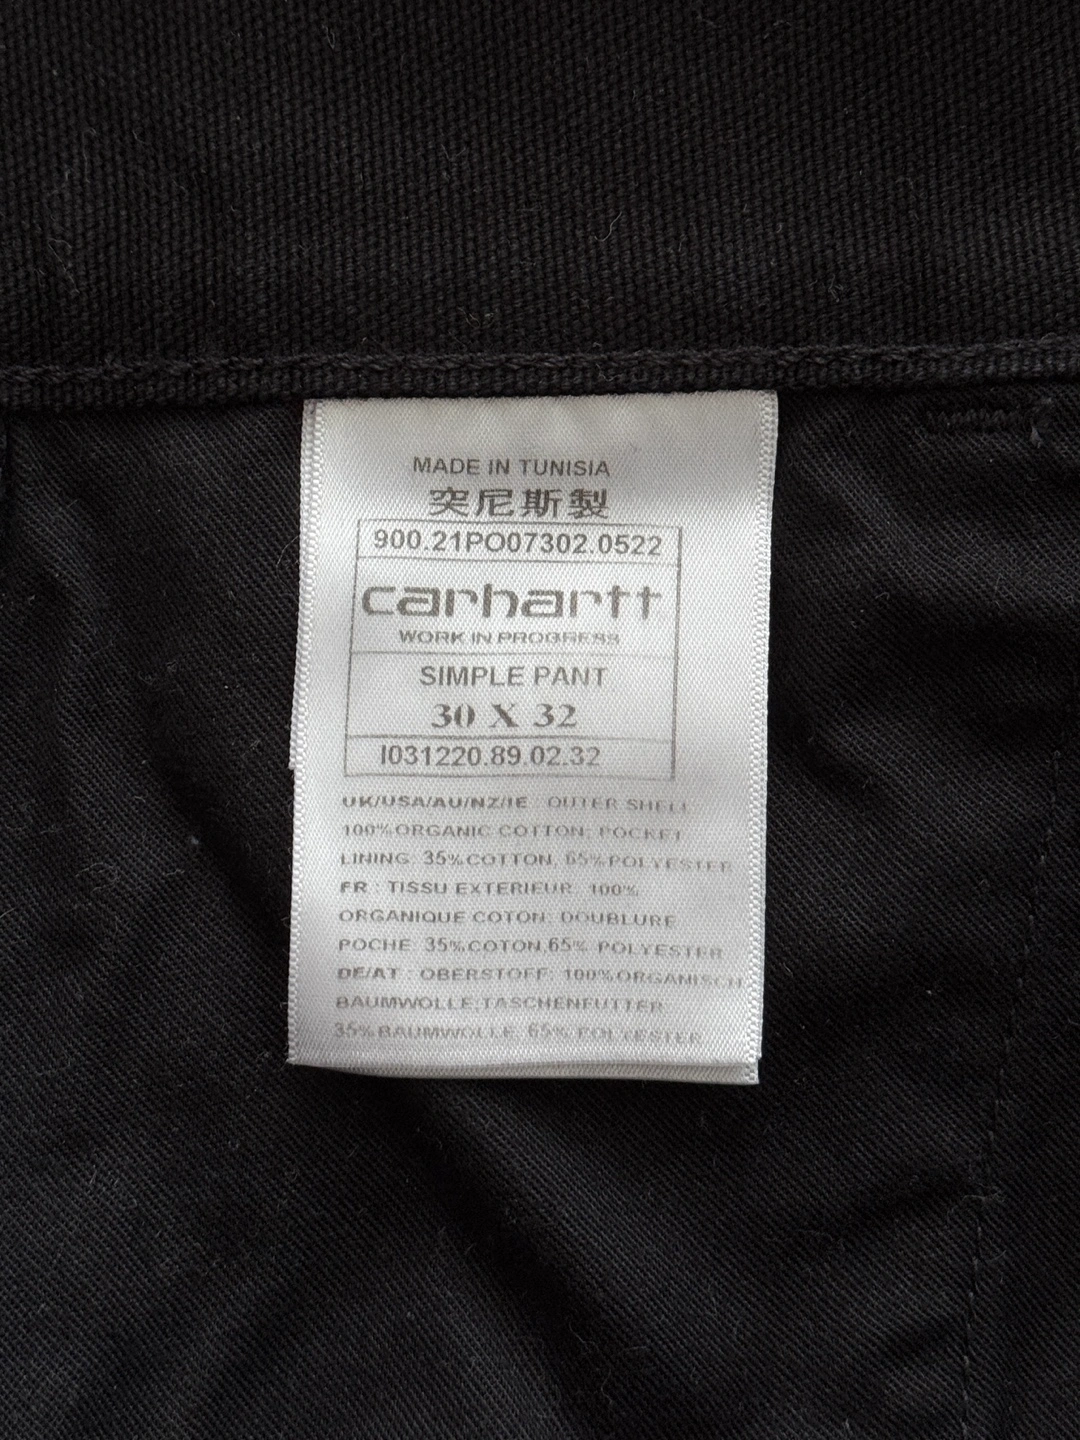 MADE IN TUNISIA
突尼斯製
900.21PO07302.0522
carhartt
WORK IN PROGRESS
SIMPLE PANT
30 X 32
I031220.89.02.32
UK/USA/AU/NZ/IE : OUTER SHELL
100%ORGANIC COTTON; POCKET
LINING: 35%COTTON, 65%POLYESTER
FR : TISSU EXTERIEUR: 100%
ORGANIQUE COTON; DOUBLURE
POCHE: 35%COTON,65% POLYESTER
DE/AT : OBERSTOFF: 100%ORGANISCH
BAUMWOLLE;TASCHENFUTTER
35%BAUMWOLLE, 65% POLYESTER